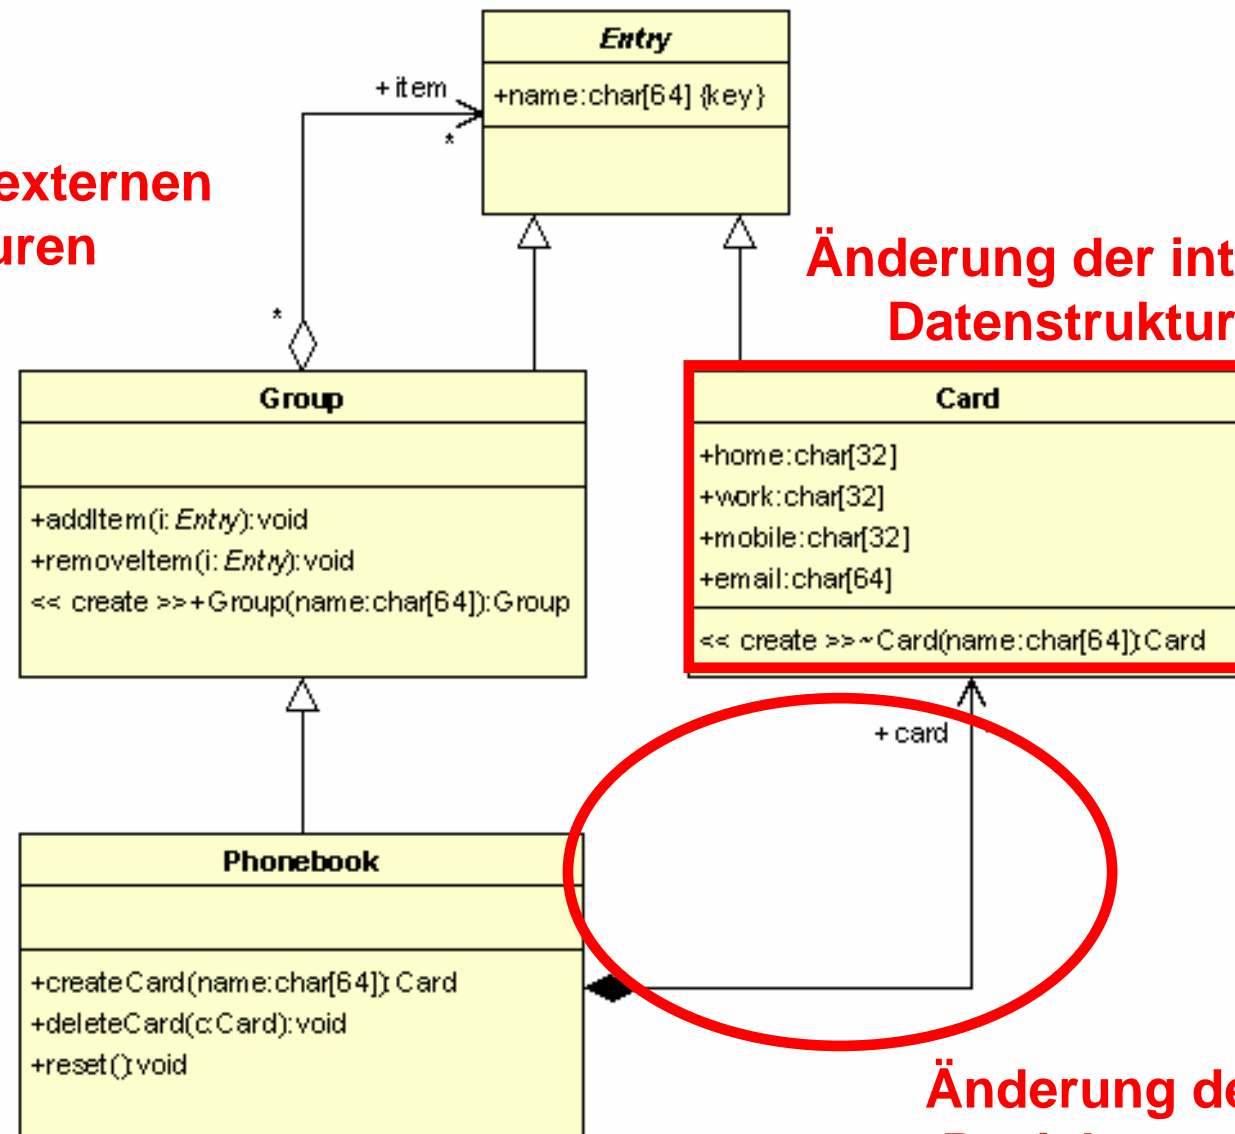 Entry
+name:char[64] {key}
+item
*
externen
uren
Änderung der int
Datenstruktur
*
Group
+addItem(i:Entry):void
+removeItem(i:Entry):void
<< create >>+Group(name:char[64]):Group
Card
+home:char[32]
+work:char[32]
+mobile:char[32]
+email:char[64]
<< create >>~Card(name:char[64]):Card
+card
Phonebook
+createCard(name:char[64]):Card
+deleteCard(c:Card):void
+reset():void
Änderung de